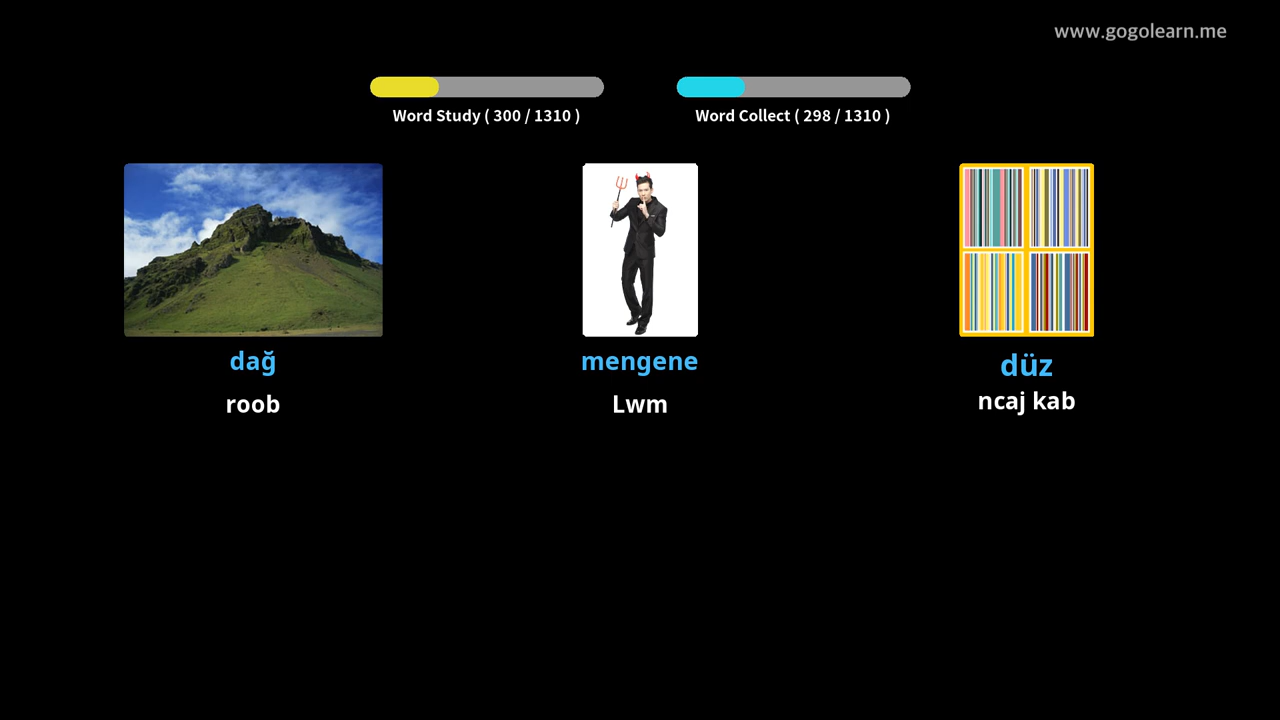 www.gogolearn.me
Word Study ( 300 / 1310 )
Word Collect ( 298 / 1310 )
dağ
mengene
düz
roob
Lwm
ncaj kab